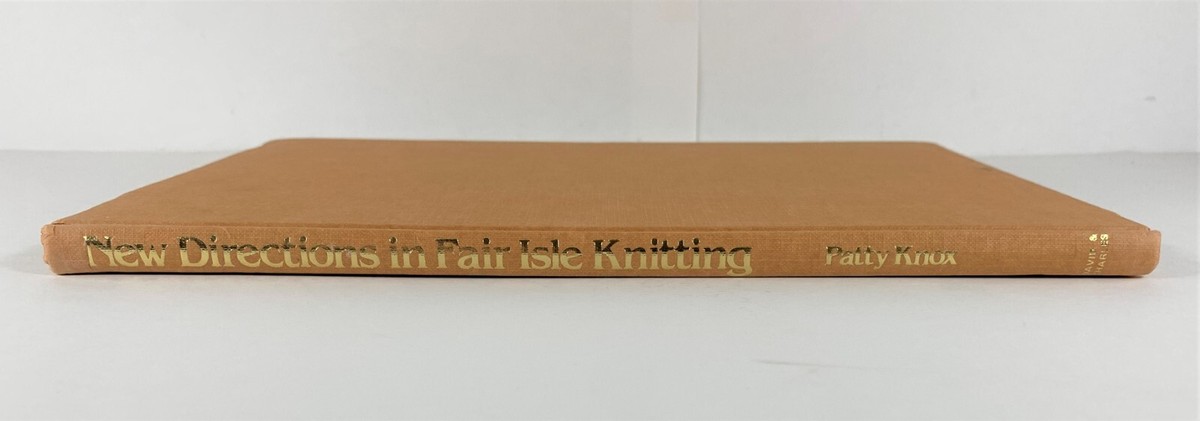 New Directions in Fair Isle Knitting
Patty Knox
&